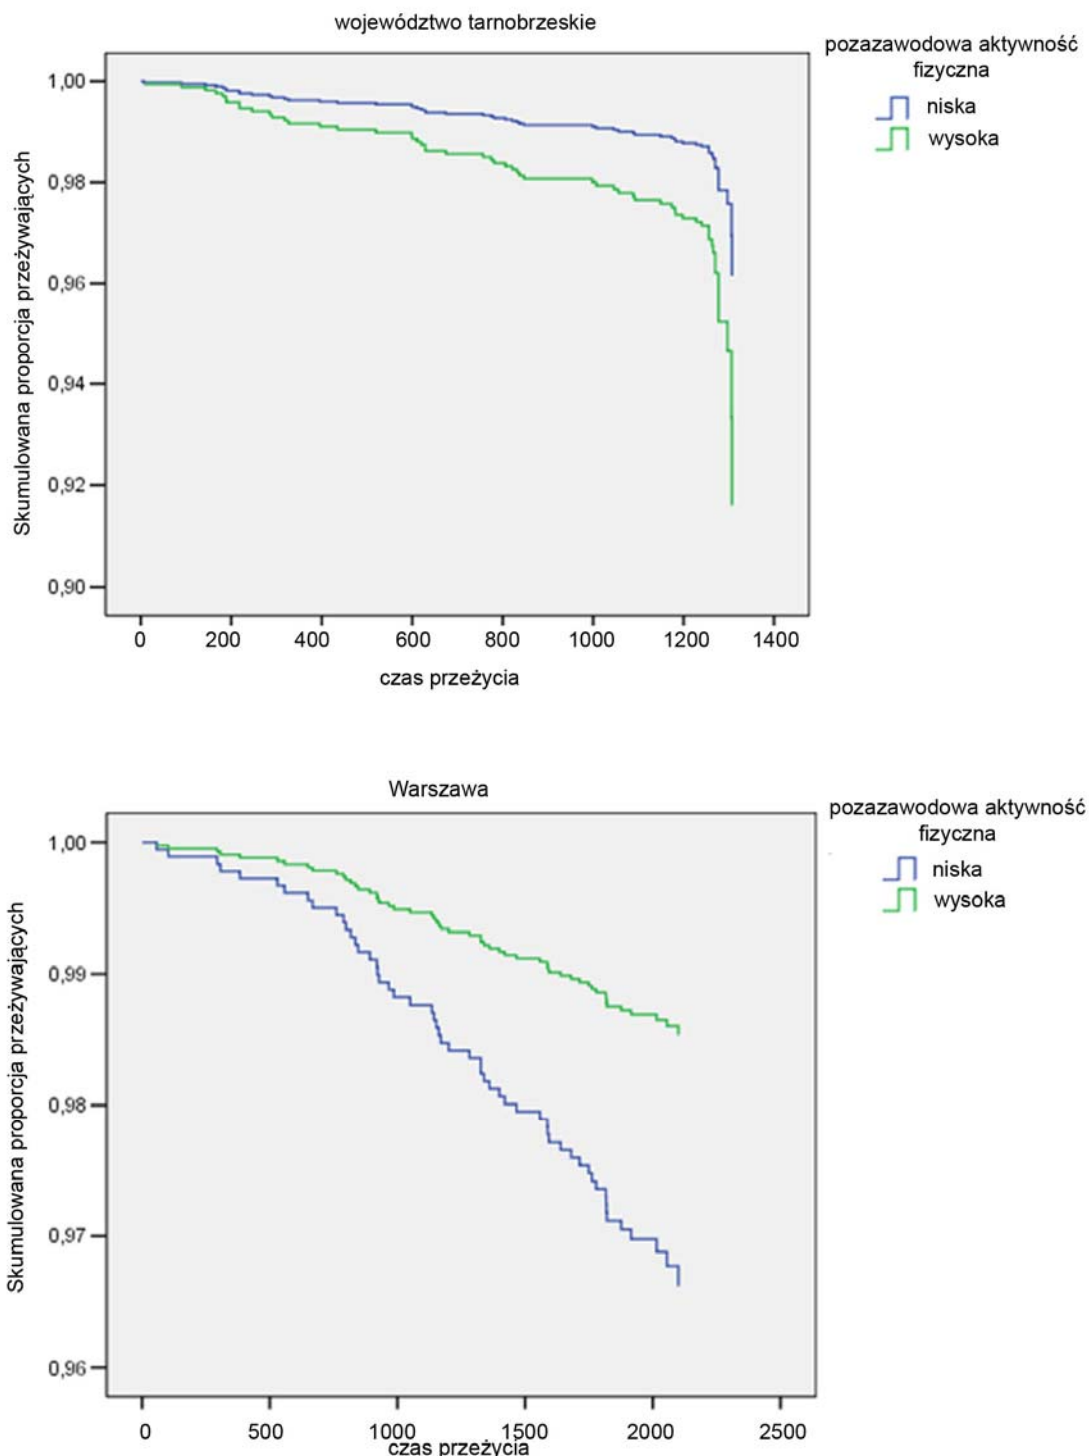 województwo tarnobrzeskie
pozazawodowa aktywność
fizyczna
niska
wysoka
Skumulowana proporcja przeżywających
1,00
0,98
0,96
0,94
0,92
0,90
0 200 400 600 800 1000 1200 1400
czas przeżycia
Warszawa
pozazawodowa aktywność
fizyczna
niska
wysoka
Skumulowana proporcja przeżywających
1,00
0,99
0,98
0,97
0,96
0 500 1000 1500 2000 2500
czas przeżycia